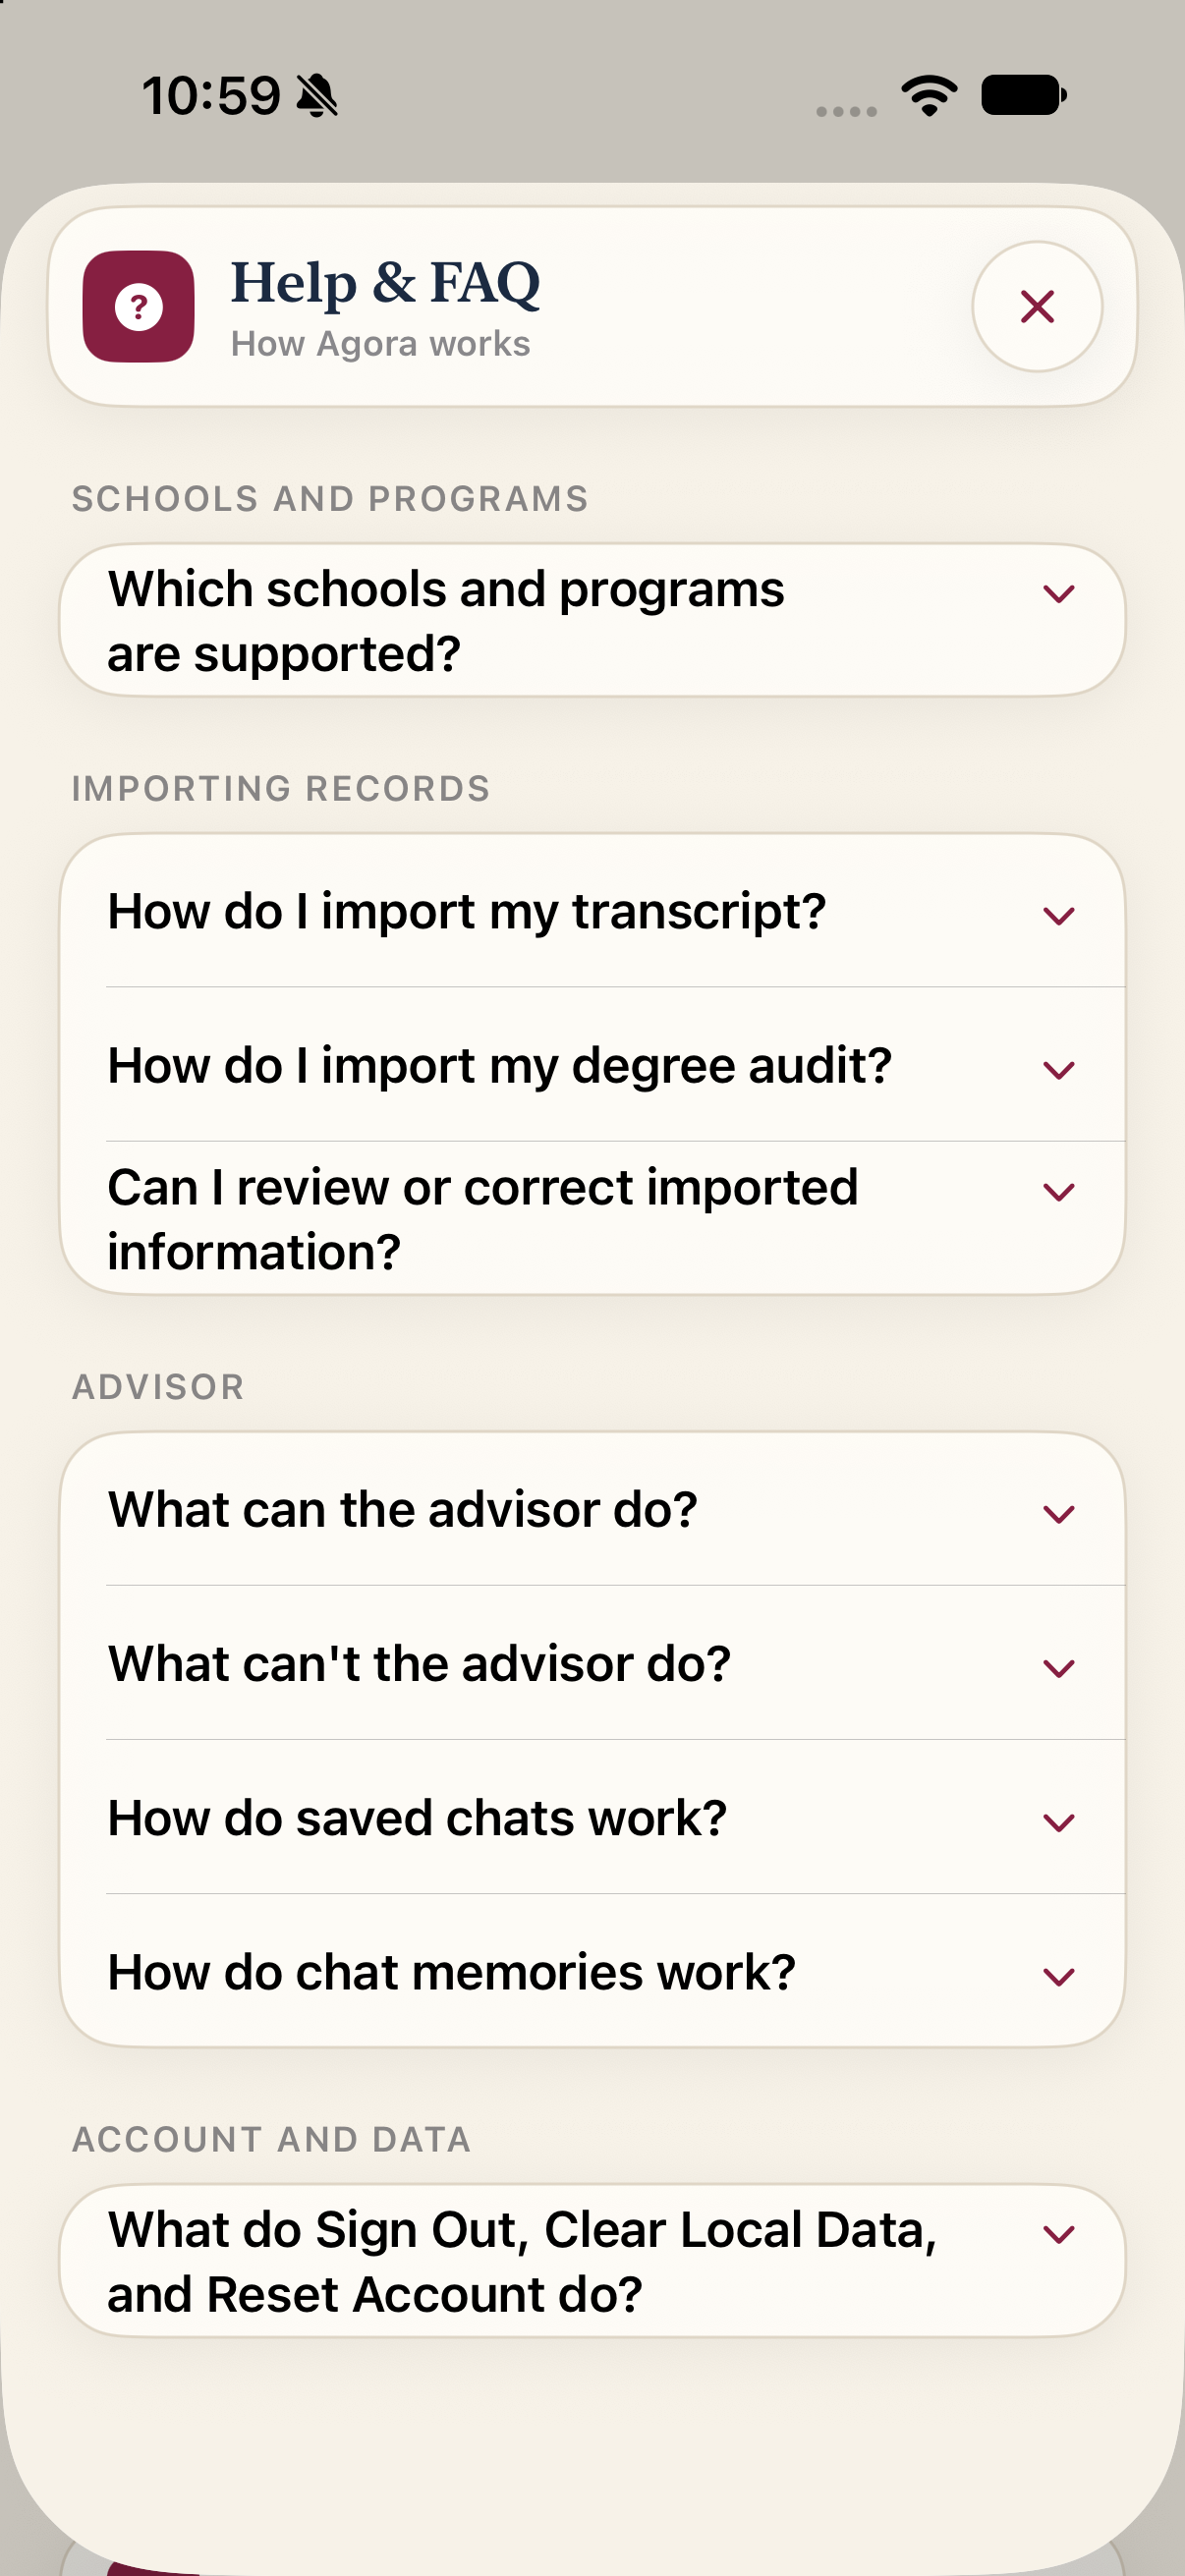 10:59
Help & FAQ
How Agora works
SCHOOLS AND PROGRAMS
Which schools and programs
are supported?
IMPORTING RECORDS
How do I import my transcript?
How do I import my degree audit?
Can I review or correct imported
information?
ADVISOR
What can the advisor do?
What can't the advisor do?
How do saved chats work?
How do chat memories work?
ACCOUNT AND DATA
What do Sign Out, Clear Local Data,
and Reset Account do?